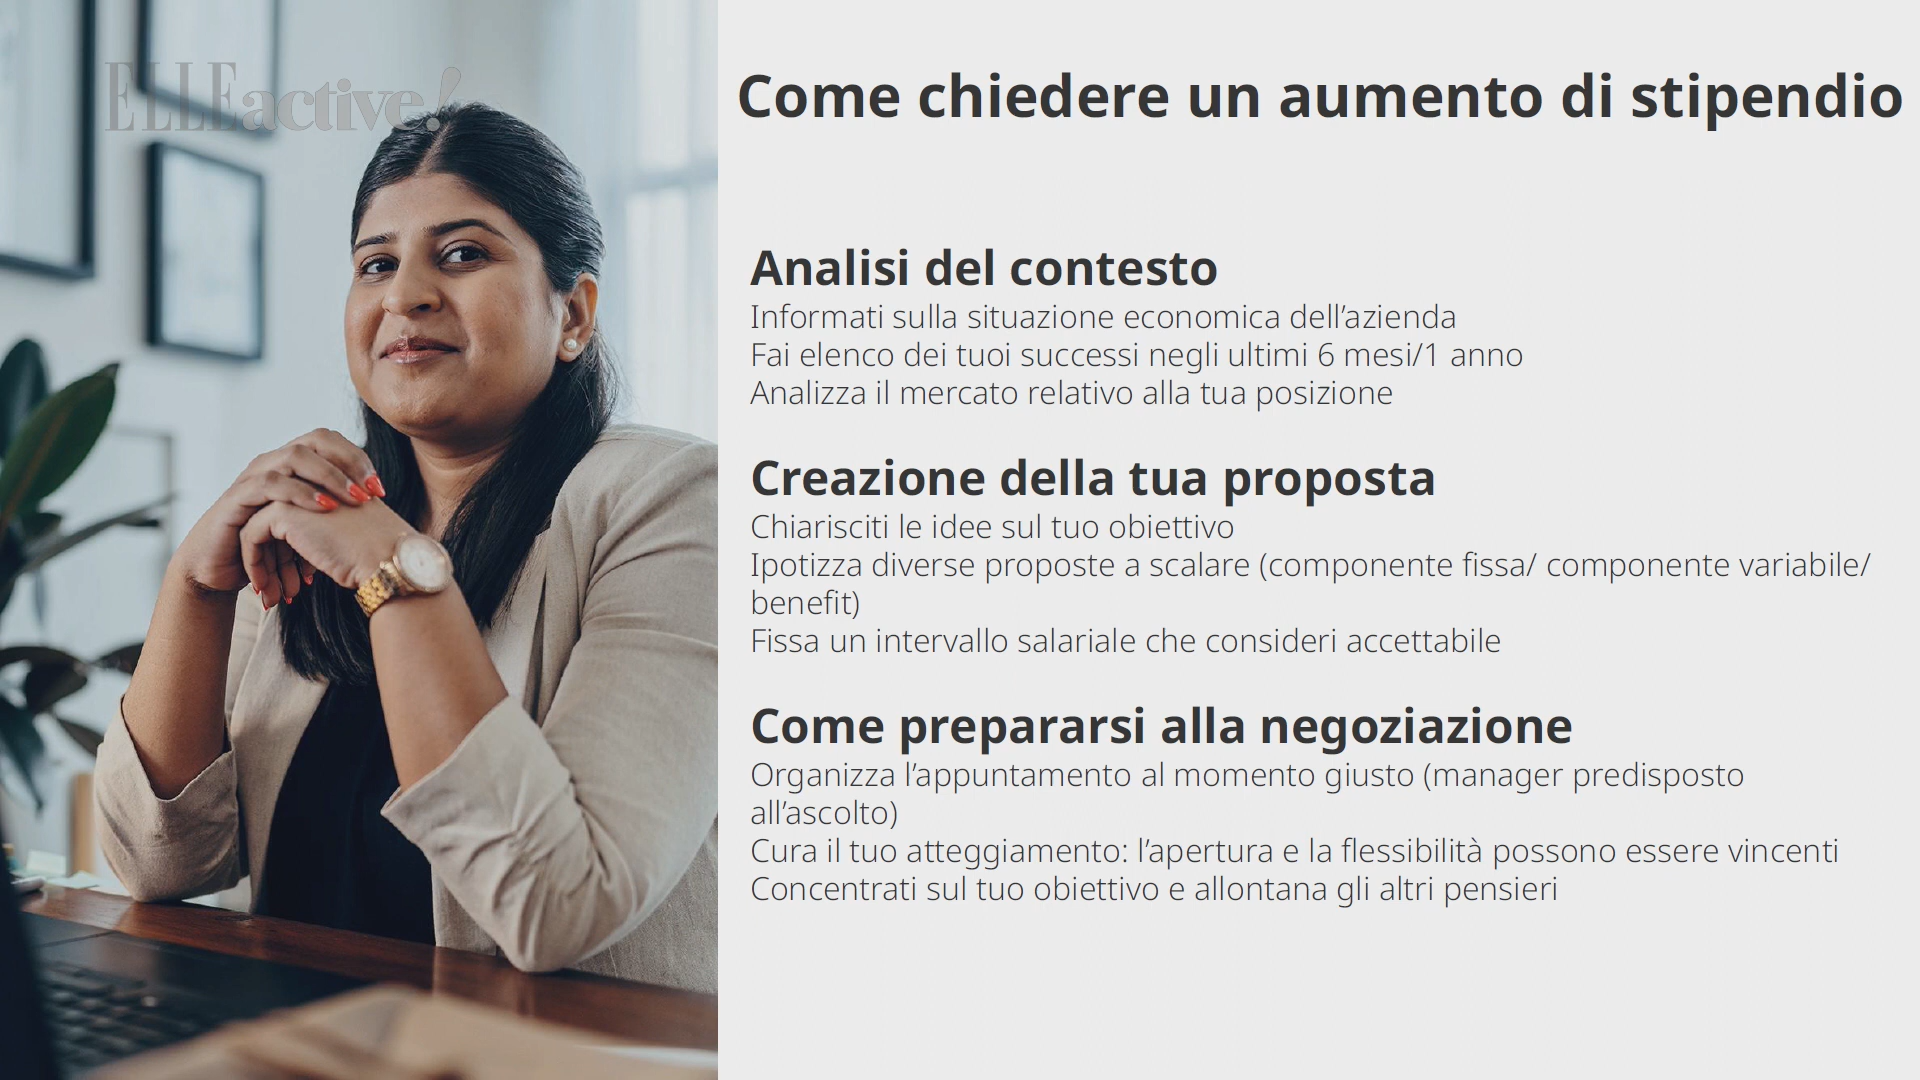 ELLEactive!
Come chiedere un aumento di stipendio
Analisi del contesto
Informati sulla situazione economica dell’azienda
Fai elenco dei tuoi successi negli ultimi 6 mesi/1 anno
Analizza il mercato relativo alla tua posizione
Creazione della tua proposta
Chiarisciti le idee sul tuo obiettivo
Ipotizza diverse proposte a scalare (componente fissa/ componente variabile/
benefit)
Fissa un intervallo salariale che consideri accettabile
Come prepararsi alla negoziazione
Organizza l’appuntamento al momento giusto (manager predisposto
all’ascolto)
Cura il tuo atteggiamento: l’apertura e la flessibilità possono essere vincenti
Concentrati sul tuo obiettivo e allontana gli altri pensieri